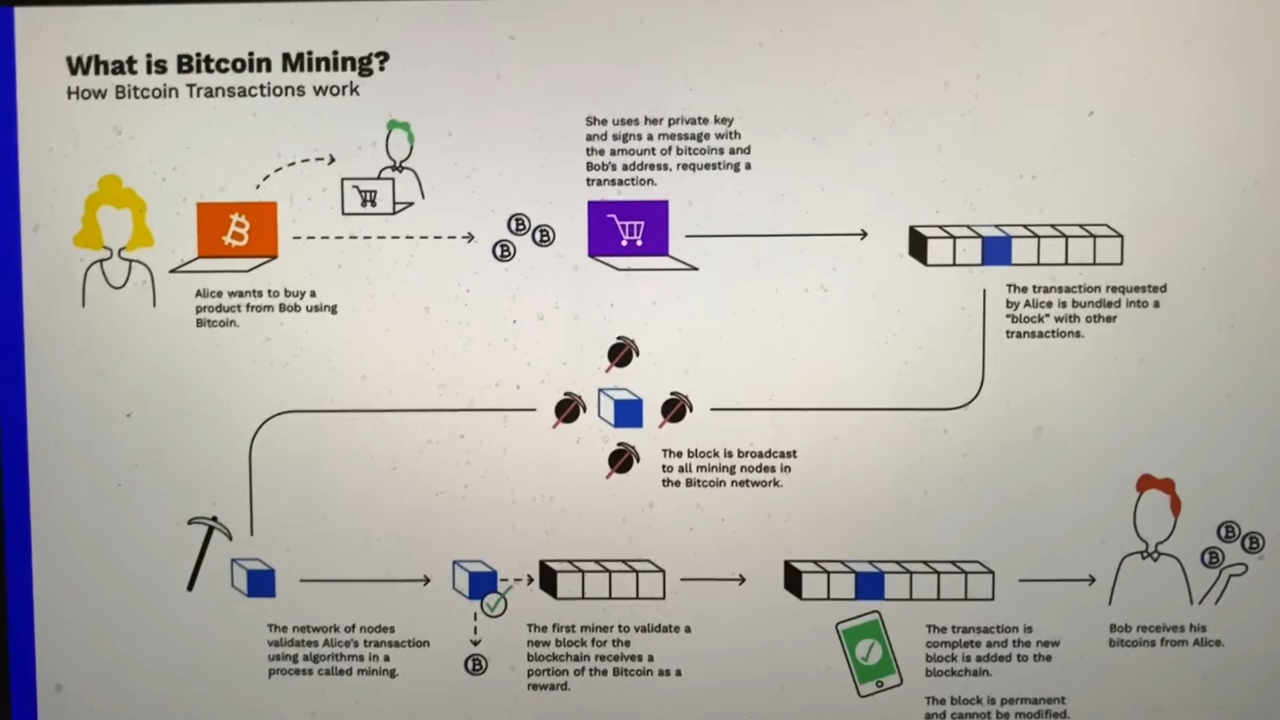 What is Bitcoin Mining?
How Bitcoin Transactions work
Alice wants to buy a
product from Bob using
Bitcoin.
She uses her private key
and signs a message with
the amount of bitcoins and
Bob's address, requesting a
transaction.
The transaction requested
by Alice is bundled into a
"block" with other
transactions.
The block is broadcast
to all mining nodes in
the Bitcoin network.
The network of nodes
validates Alice's transaction
using algorithms in a
process called mining.
The first miner to validate a
new block for the
blockchain receives a
portion of the Bitcoin as a
reward.
The transaction is
complete and the new
block is added to the
blockchain.
The block is permanent
and cannot be modified.
Bob receives his
bitcoins from Alice.